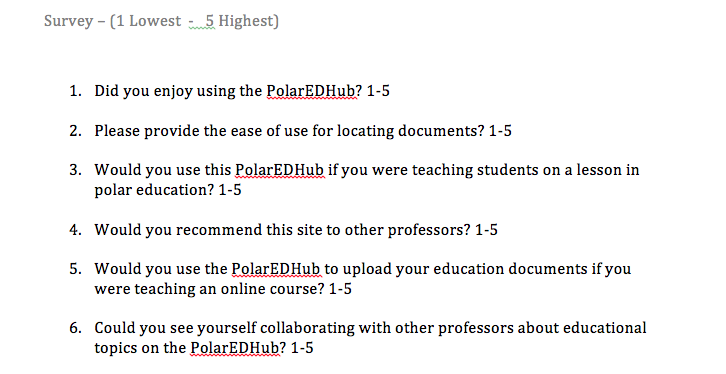 Survey – (1 Lowest - 5 Highest)
1. Did you enjoy using the PolarEDHub? 1-5
2. Please provide the ease of use for locating documents? 1-5
3. Would you use this PolarEDHub if you were teaching students on a lesson in
polar education? 1-5
4. Would you recommend this site to other professors? 1-5
5. Would you use the PolarEDHub to upload your education documents if you
were teaching an online course? 1-5
6. Could you see yourself collaborating with other professors about educational
topics on the PolarEDHub? 1-5